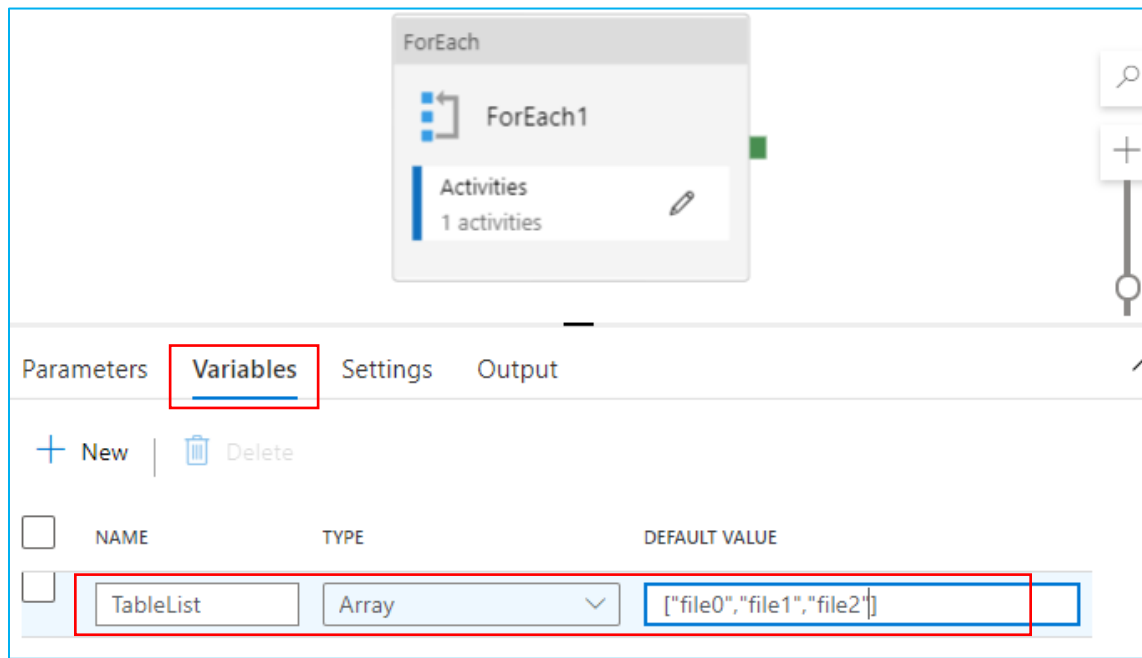 ForEach
ForEach1
Activities
1 activities
Parameters Variables Settings Output
New Delete
NAME TYPE DEFAULT VALUE
TableList Array ["file0","file1","file2"]